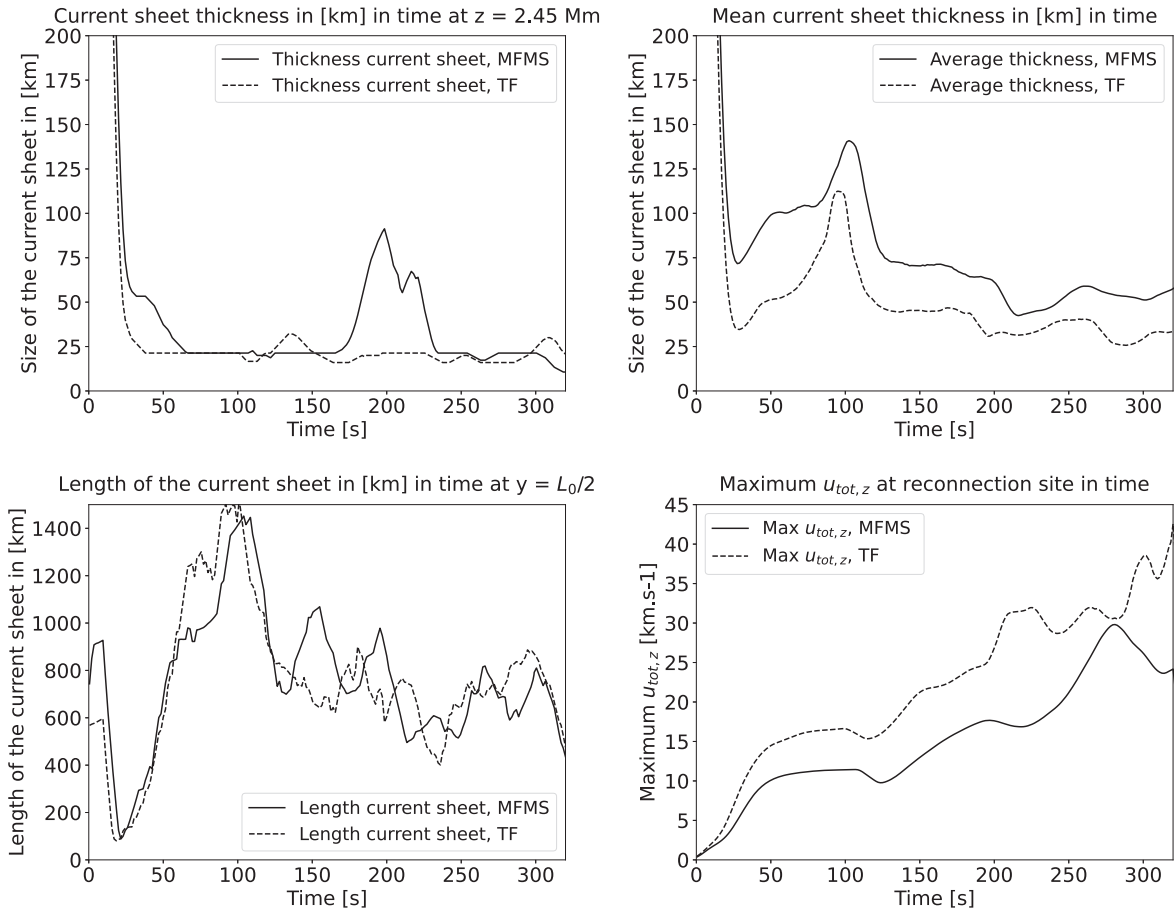 Current sheet thickness in [km] in time at z = 2.45 Mm
Size of the current sheet in [km]
200
175
150
125
100
75
50
25
0
Thickness current sheet, MFMS
Thickness current sheet, TF
0 50 100 150 200 250 300
Time [s]
Mean current sheet thickness in [km] in time
Size of the current sheet in [km]
200
175
150
125
100
75
50
25
0
Average thickness, MFMS
Average thickness, TF
0 50 100 150 200 250 300
Time [s]
Length of the current sheet in [km] in time at y = L₀/2
Length of the current sheet in [km]
1400
1200
1000
800
600
400
200
0
Length current sheet, MFMS
Length current sheet, TF
0 50 100 150 200 250 300
Time [s]
Maximum u_{tot,z} at reconnection site in time
Maximum u_{tot,z} [km.s-1]
45
40
35
30
25
20
15
10
5
0
Max u_{tot,z}, MFMS
Max u_{tot,z}, TF
0 50 100 150 200 250 300
Time [s]